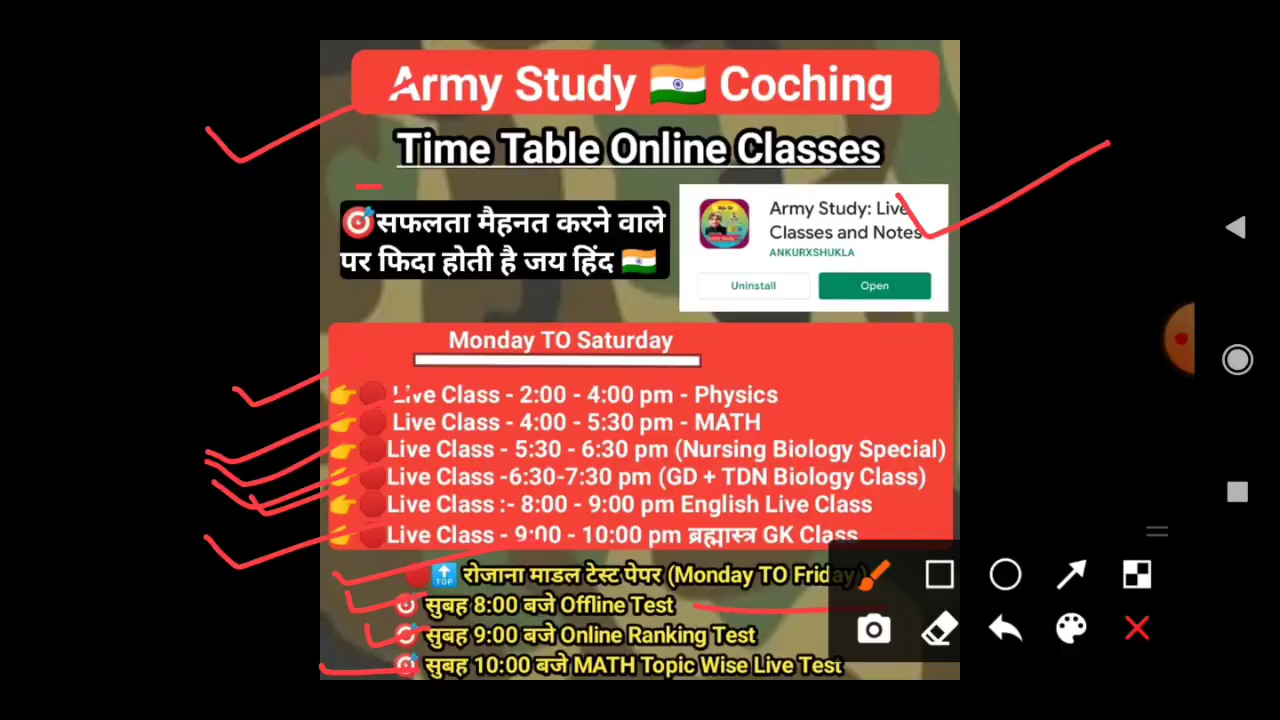 Army Study 🇮🇳 Coching
Time Table Online Classes
🎯सफलता मैहनत करने वाले
पर फिदा होती है जय हिंद 🇮🇳
Army Study: Live
Classes and Notes
ANKURXSHUKLA
Uninstall
Open
Monday TO Saturday
👉🛑 Live Class - 2:00 - 4:00 pm - Physics
👉🛑 Live Class - 4:00 - 5:30 pm - MATH
👉🛑Live Class - 5:30 - 6:30 pm (Nursing Biology Special)
👉🛑Live Class -6:30-7:30 pm (GD + TDN Biology Class)
👉🛑Live Class :- 8:00 - 9:00 pm English Live Class
👉🛑Live Class - 9:00 - 10:00 pm ब्रह्मास्त्र GK Class
🛑🔝 रोजाना माडल टेस्ट पेपर (Monday TO Friday )
🎯 सुबह 8:00 बजे Offline Test
🎯 सुबह 9:00 बजे Online Ranking Test
🎯 सुबह 10:00 बजे MATH Topic Wise Live Test